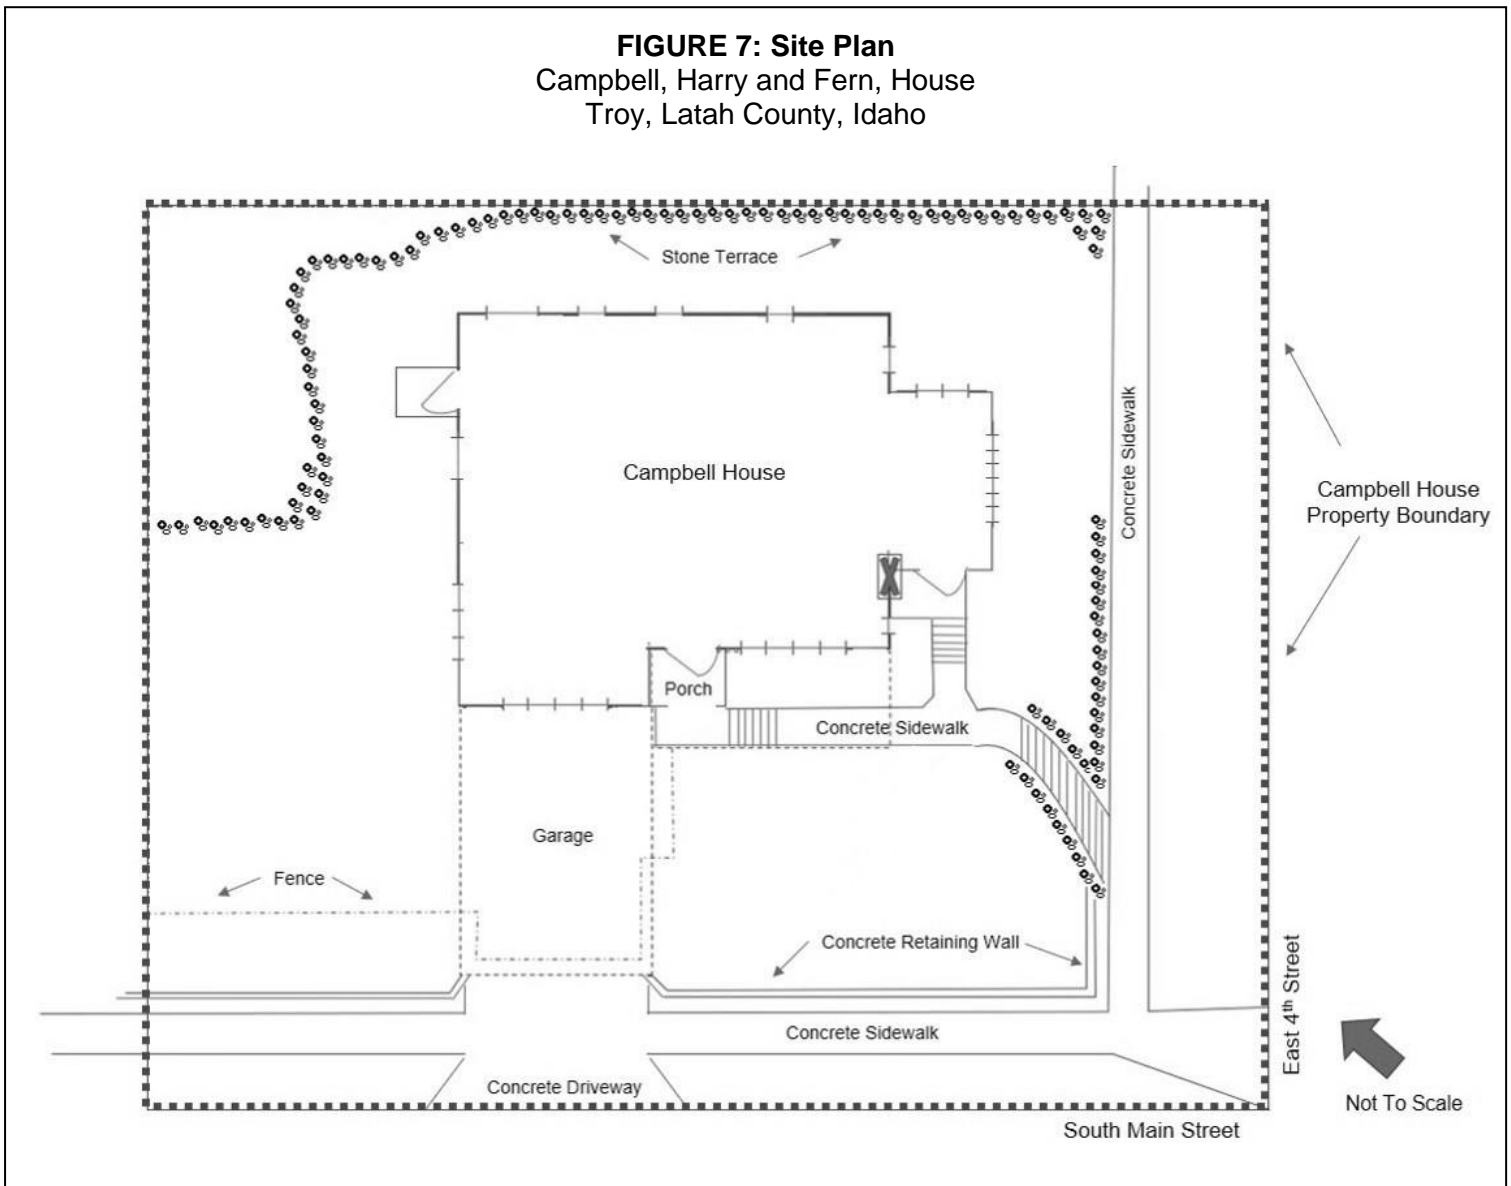 FIGURE 7: Site Plan
Campbell, Harry and Fern, House
Troy, Latah County, Idaho
Stone Terrace
Concrete Sidewalk
Campbell House
Campbell House
Property Boundary
Porch
Concrete Sidewalk
Garage
Fence
Concrete Retaining Wall
East 4th Street
Concrete Sidewalk
Concrete Driveway
Not To Scale
South Main Street